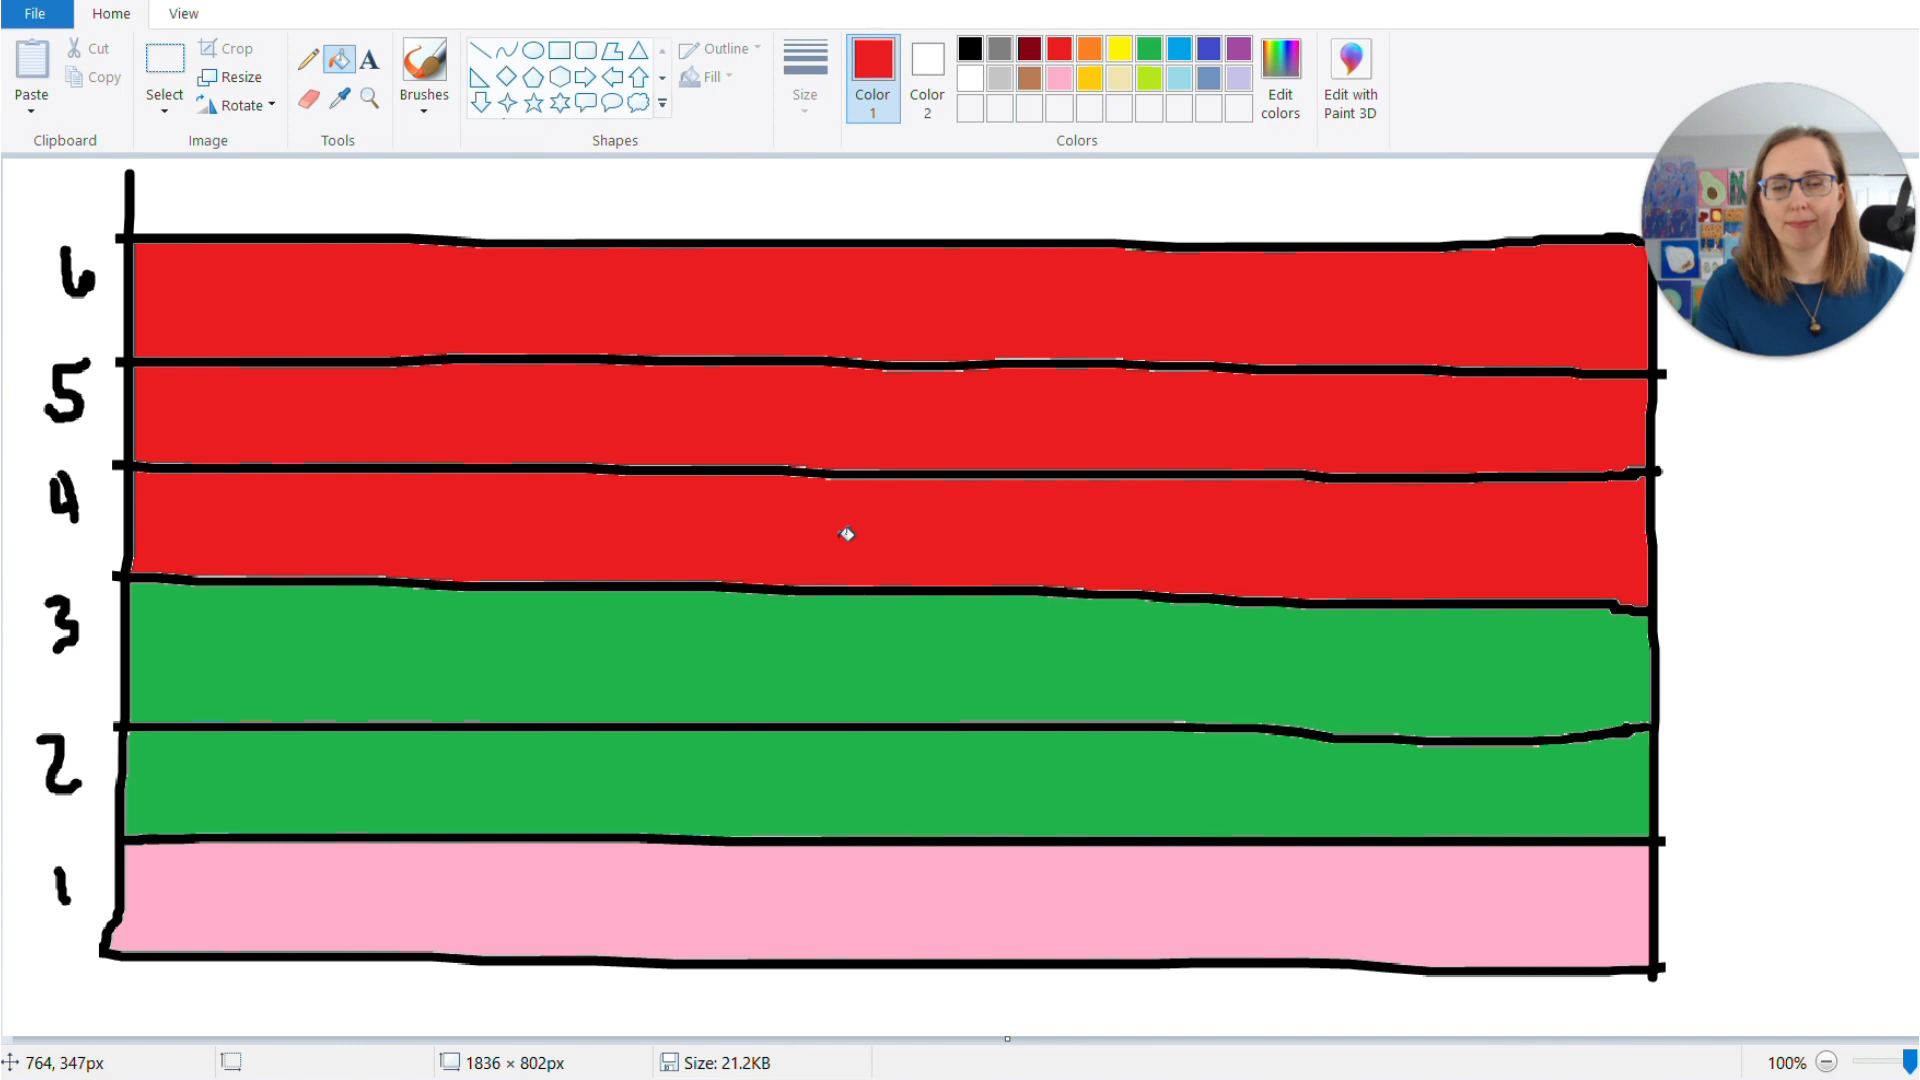 File Home View
Paste
Cut
Copy
Clipboard
Select
Crop
Resize
Rotate
Image
A
Tools
Brushes
Shapes
Outline
Fill
Size
Color 1
Color 2
Edit colors
Edit with Paint 3D
Colors
6
5
4
3
2
1
764, 347px
1836 × 802px
Size: 21.2KB
100%